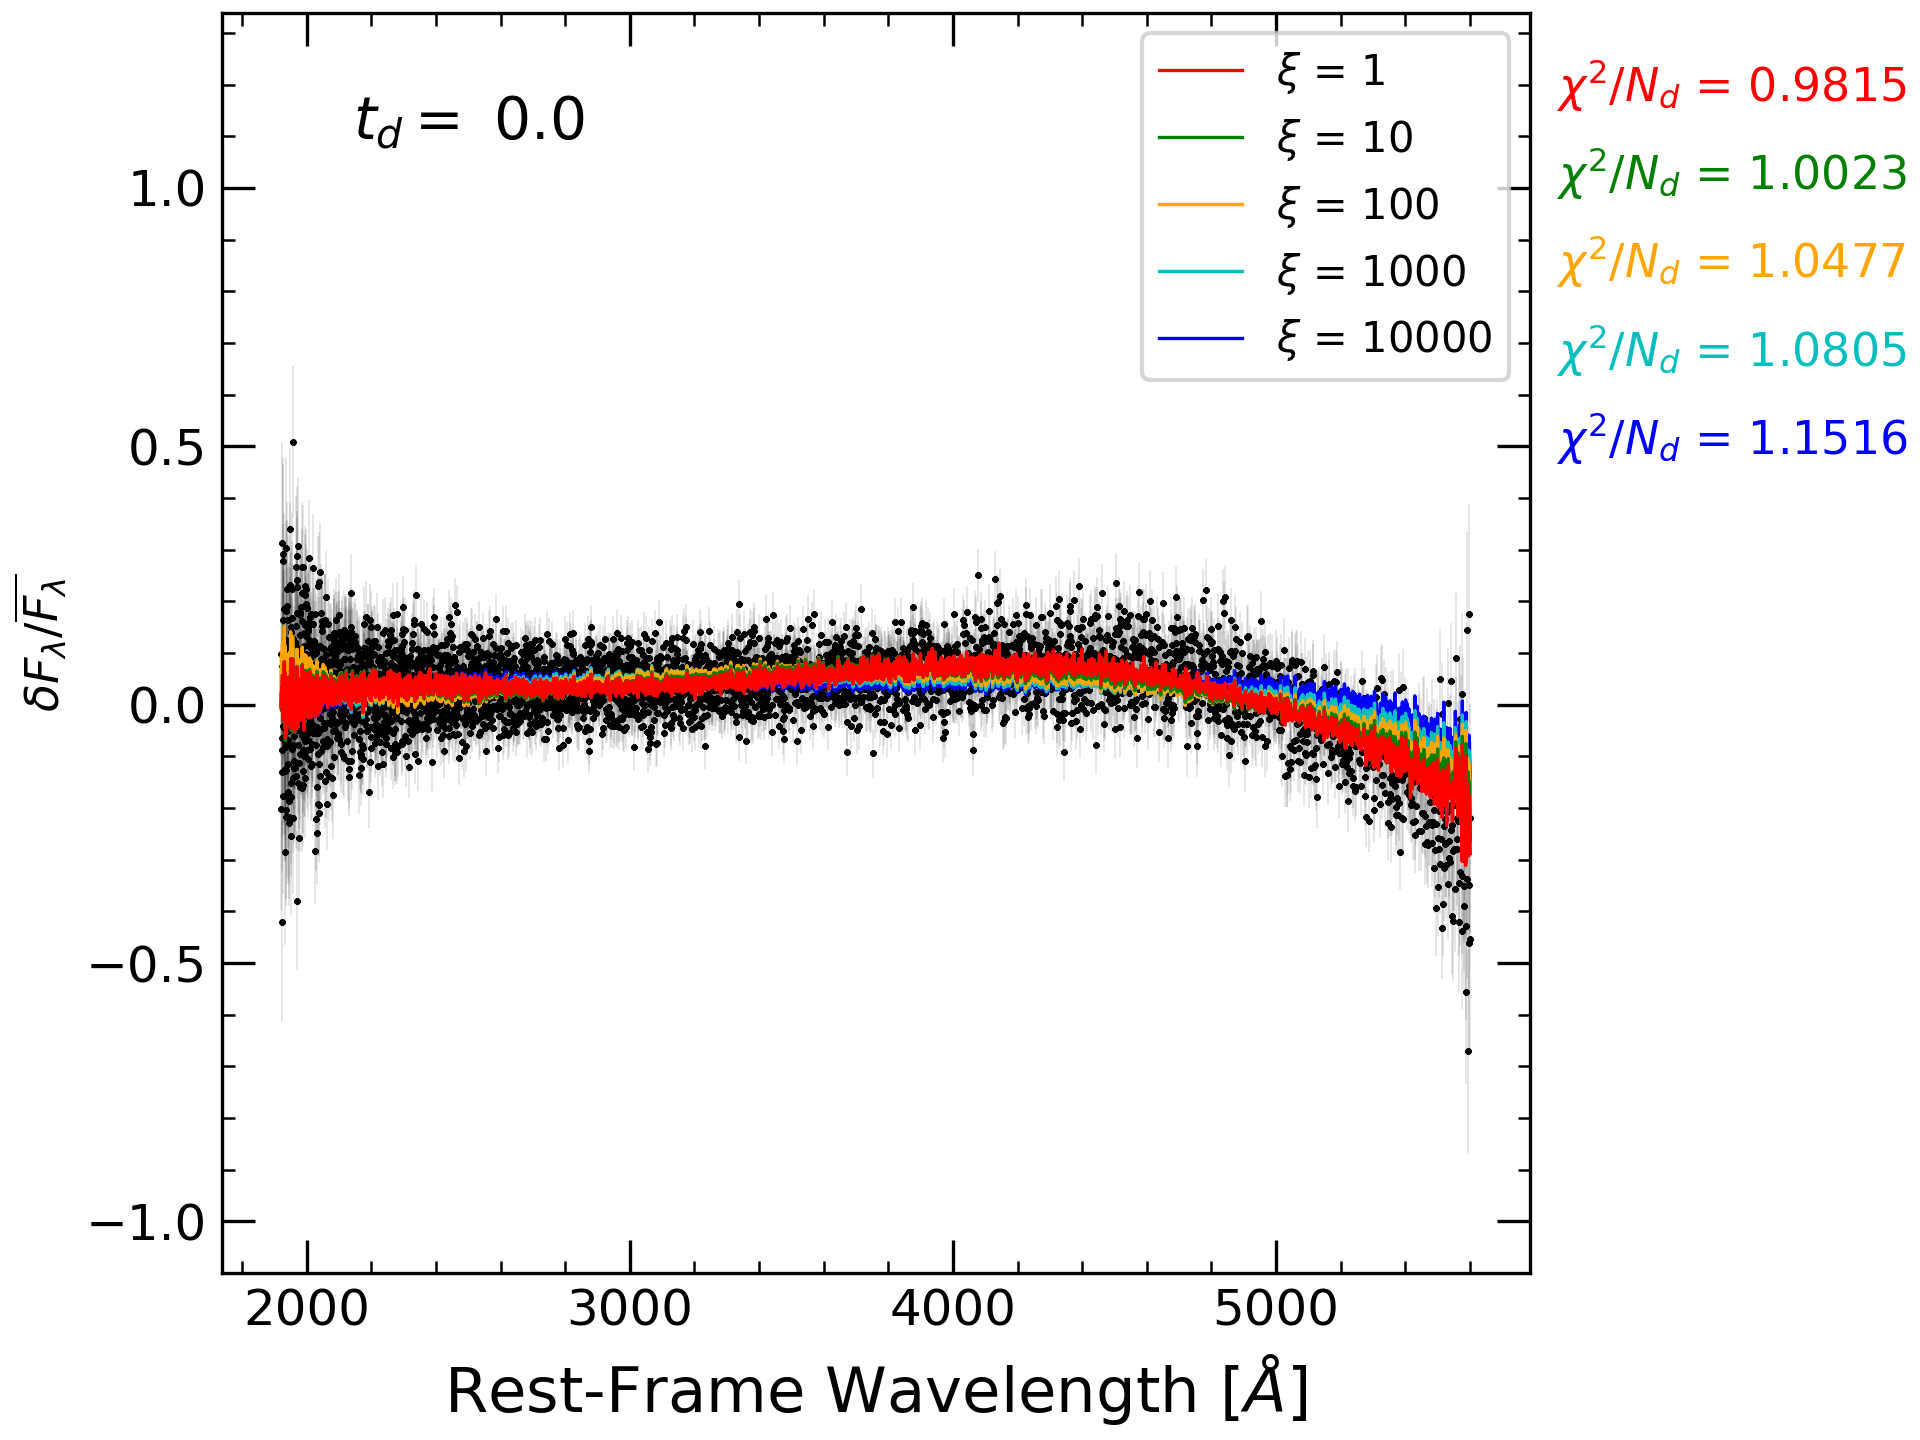 t_d = 0.0
ξ = 1
ξ = 10
ξ = 100
ξ = 1000
ξ = 10000
χ²/N_d = 0.9815
χ²/N_d = 1.0023
χ²/N_d = 1.0477
χ²/N_d = 1.0805
χ²/N_d = 1.1516
1.0
0.5
0.0
−0.5
−1.0
δF_λ/F̅_λ
2000 3000 4000 5000
Rest-Frame Wavelength [Å]